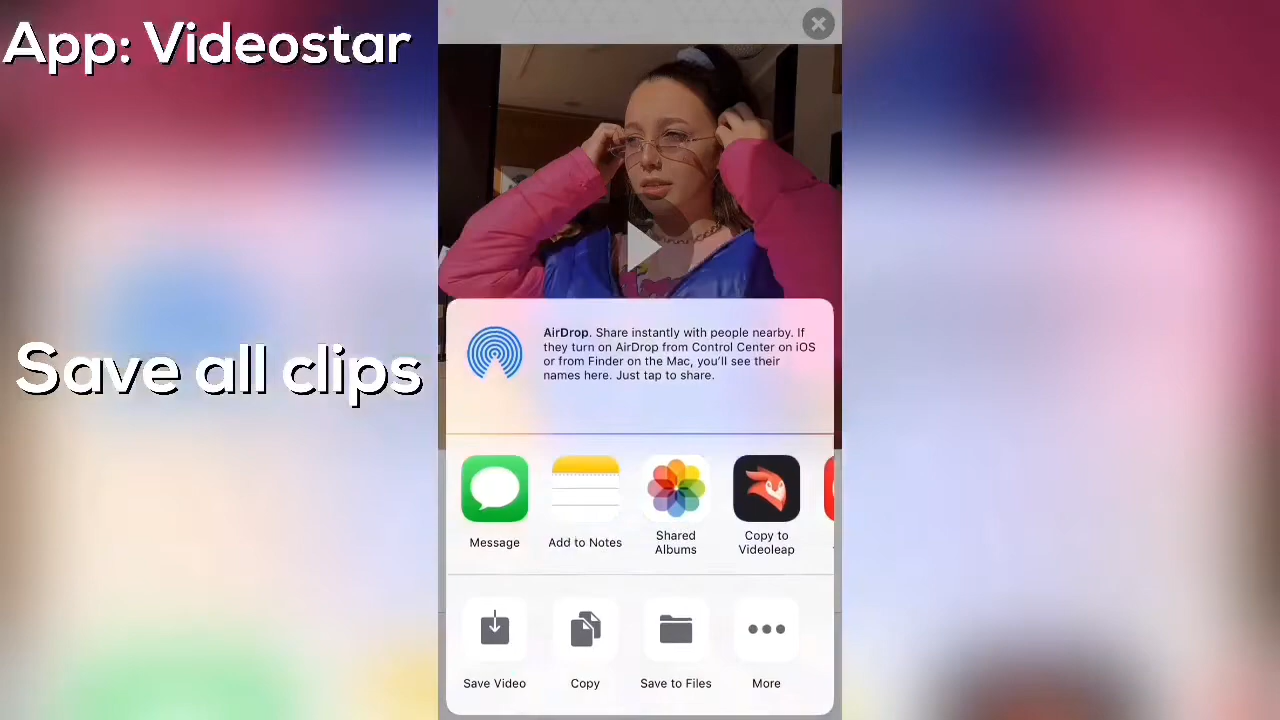 App: Videostar
Save all clips
AirDrop. Share instantly with people nearby. If
they turn on AirDrop from Control Center on iOS
or from Finder on the Mac, you’ll see their
names here. Just tap to share.
Message
Add to Notes
Shared
Albums
Copy to
Videoleap
Save Video
Copy
Save to Files
More